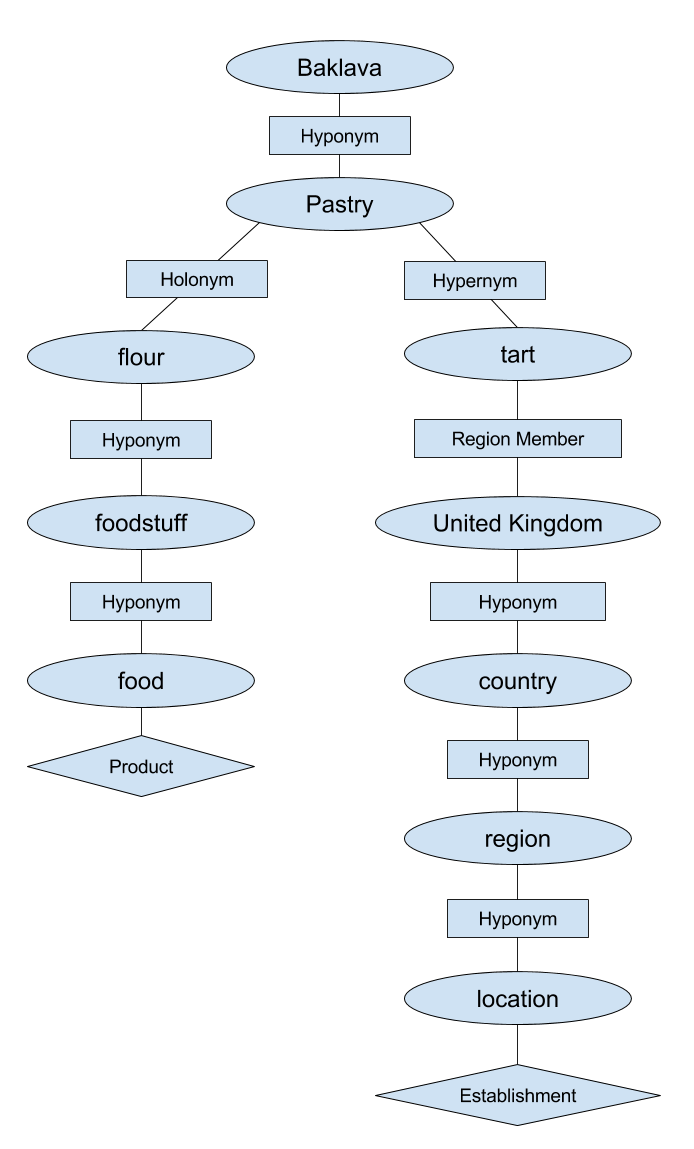 Baklava
Hyponym
Pastry
Holonym
Hypernym
flour
tart
Hyponym
Region Member
foodstuff
United Kingdom
Hyponym
Hyponym
food
country
Product
Hyponym
region
Hyponym
location
Establishment